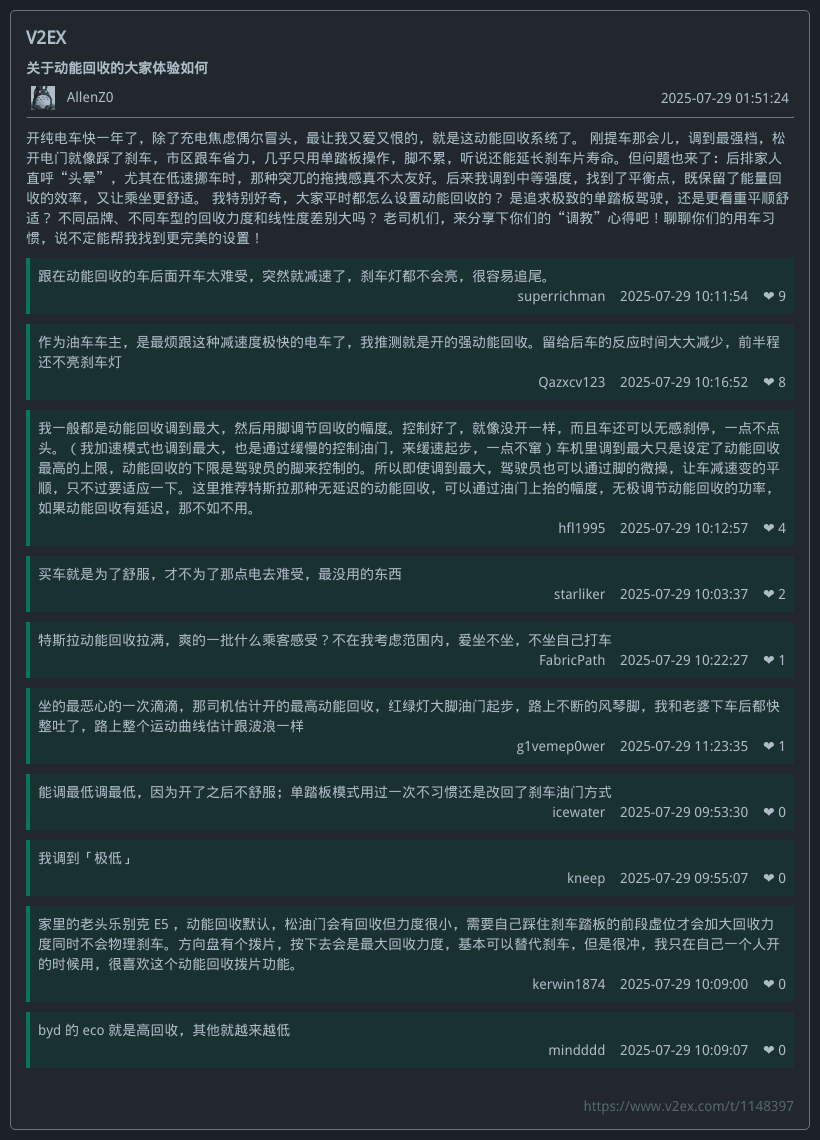 V2EX
关于动能回收的大家体验如何
AllenZ0 2025-07-29 01:51:24
开纯电车快一年了，除了充电焦虑偶尔冒头，最让我又爱又恨的，就是这动能回收系统了。 刚提车那会儿，调到最强档，松
开电门就像踩了刹车，市区跟车省力，几乎只用单踏板操作，脚不累，听说还能延长刹车片寿命。但问题也来了：后排家人
直呼“头晕”，尤其在低速挪车时，那种突兀的拖拽感真不太友好。后来我调到中等强度，找到了平衡点，既保留了能量回
收的效率，又让乘坐更舒适。 我特别好奇，大家平时都怎么设置动能回收的？ 是追求极致的单踏板驾驶，还是更看重平顺舒
适？ 不同品牌、不同车型的回收力度和线性度差别大吗？ 老司机们，来分享下你们的“调教”心得吧！聊聊你们的用车习
惯，说不定能帮我找到更完美的设置！
跟在动能回收的车后面开车太难受，突然就减速了，刹车灯都不会亮，很容易追尾。
superrichman 2025-07-29 10:11:54 ❤ 9
作为油车车主，是最烦跟这种减速度极快的电车了，我推测就是开的强动能回收。留给后车的反应时间大大减少，前半程
还不亮刹车灯
Qazxcv123 2025-07-29 10:16:52 ❤ 8
我一般都是动能回收调到最大，然后用脚调节回收的幅度。控制好了，就像没开一样，而且车还可以无感刹停，一点不点
头。（我加速模式也调到最大，也是通过缓慢的控制油门，来缓速起步，一点不窜）车机里调到最大只是设定了动能回收
最高的上限，动能回收的下限是驾驶员的脚来控制的。所以即使调到最大，驾驶员也可以通过脚的微操，让车减速变的平
顺，只不过要适应一下。这里推荐特斯拉那种无延迟的动能回收，可以通过油门上抬的幅度，无极调节动能回收的功率，
如果动能回收有延迟，那不如不用。
hfl1995 2025-07-29 10:12:57 ❤ 4
买车就是为了舒服，才不为了那点电去难受，最没用的东西
starliker 2025-07-29 10:03:37 ❤ 2
特斯拉动能回收拉满，爽的一批什么乘客感受？不在我考虑范围内，爱坐不坐，不坐自己打车
FabricPath 2025-07-29 10:22:27 ❤ 1
坐的最恶心的一次滴滴，那司机估计开的最高动能回收，红绿灯大脚油门起步，路上不断的风琴脚，我和老婆下车后都快
整吐了，路上整个运动曲线估计跟波浪一样
g1vemep0wer 2025-07-29 11:23:35 ❤ 1
能调最低调最低，因为开了之后不舒服；单踏板模式用过一次不习惯还是改回了刹车油门方式
icewater 2025-07-29 09:53:30 ❤ 0
我调到「极低」
kneep 2025-07-29 09:55:07 ❤ 0
家里的老头乐别克 E5 ，动能回收默认，松油门会有回收但力度很小，需要自己踩住刹车踏板的前段虚位才会加大回收力
度同时不会物理刹车。方向盘有个拨片，按下去会是最大回收力度，基本可以替代刹车，但是很冲，我只在自己一个人开
的时候用，很喜欢这个动能回收拨片功能。
kerwin1874 2025-07-29 10:09:00 ❤ 0
byd 的 eco 就是高回收，其他就越来越低
mindddd 2025-07-29 10:09:07 ❤ 0
https://www.v2ex.com/t/1148397